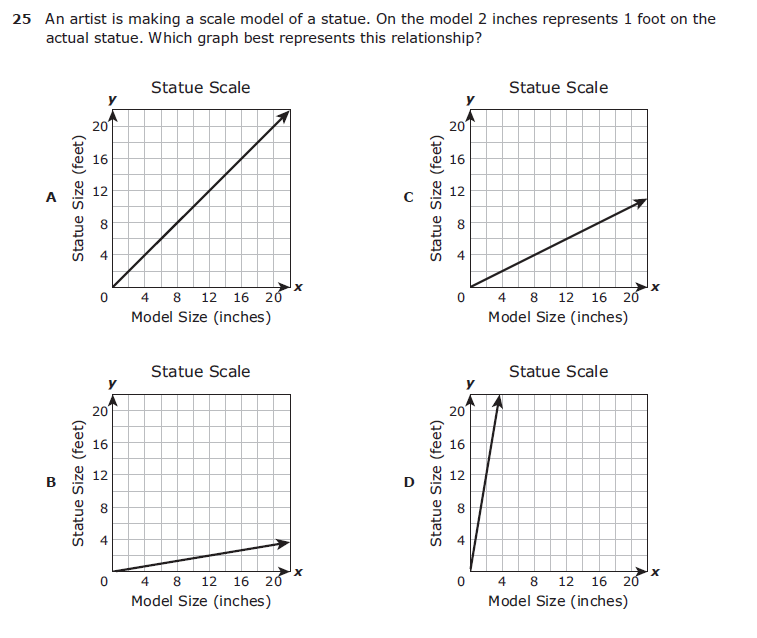 25 An artist is making a scale model of a statue. On the model 2 inches represents 1 foot on the
actual statue. Which graph best represents this relationship?
A
Statue Scale
y
Statue Size (feet)
20
16
12
8
4
0 4 8 12 16 20 x
Model Size (inches)
C
Statue Scale
y
Statue Size (feet)
20
16
12
8
4
0 4 8 12 16 20 x
Model Size (inches)
B
Statue Scale
y
Statue Size (feet)
20
16
12
8
4
0 4 8 12 16 20 x
Model Size (inches)
D
Statue Scale
y
Statue Size (feet)
20
16
12
8
4
0 4 8 12 16 20 x
Model Size (inches)